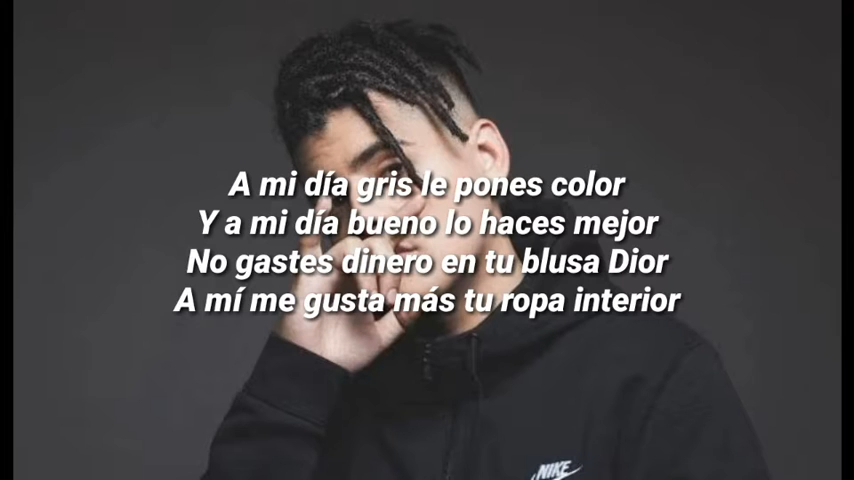 A mi día gris le pones color
Y a mi día bueno lo haces mejor
No gastes dinero en tu blusa Dior
A mí me gusta más tu ropa interior
NIKE